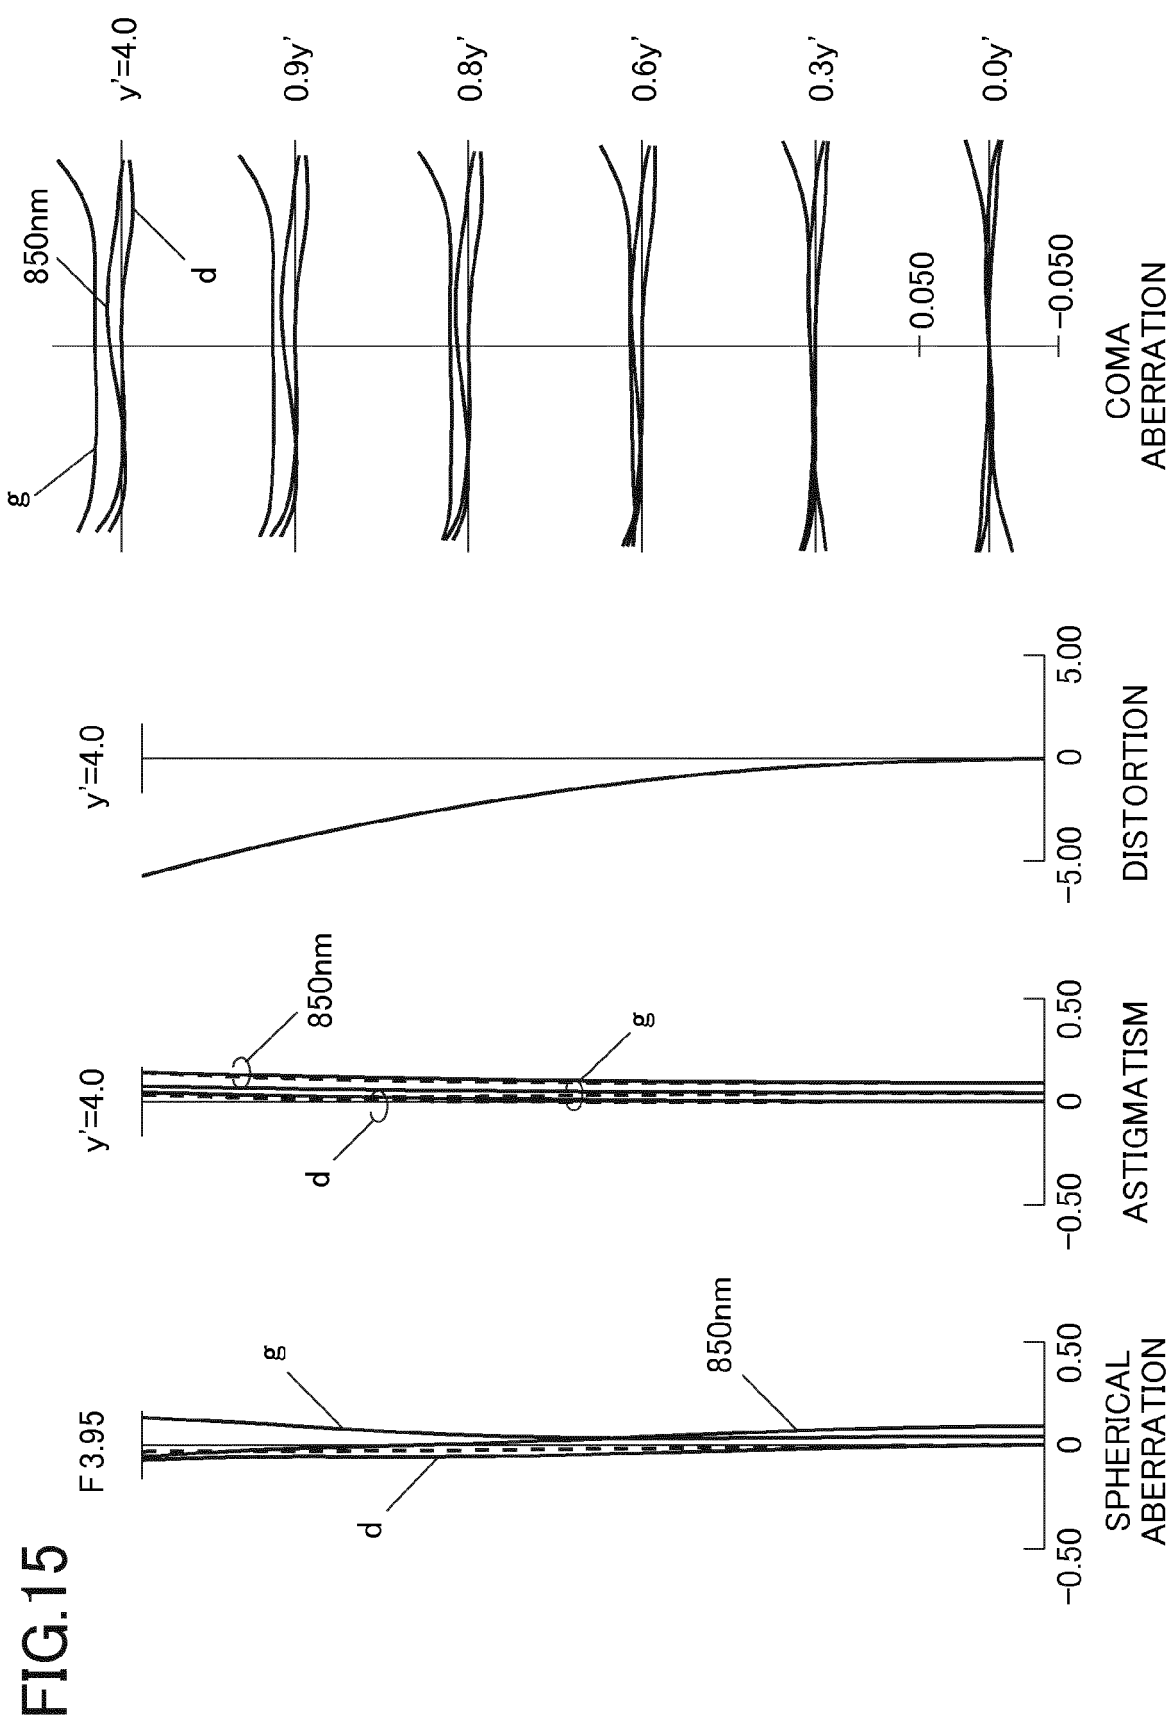 FIG.15
F3.95
g
d
850nm
−0.50
0
0.50
SPHERICAL
ABERRATION
y'=4.0
850nm
d
g
−0.50
0
0.50
ASTIGMATISM
y'=4.0
−5.00
0
5.00
DISTORTION
g
850nm
d
y'=4.0
0.9y'
0.8y'
0.6y'
0.3y'
0.0y'
0.050
−0.050
COMA
ABERRATION